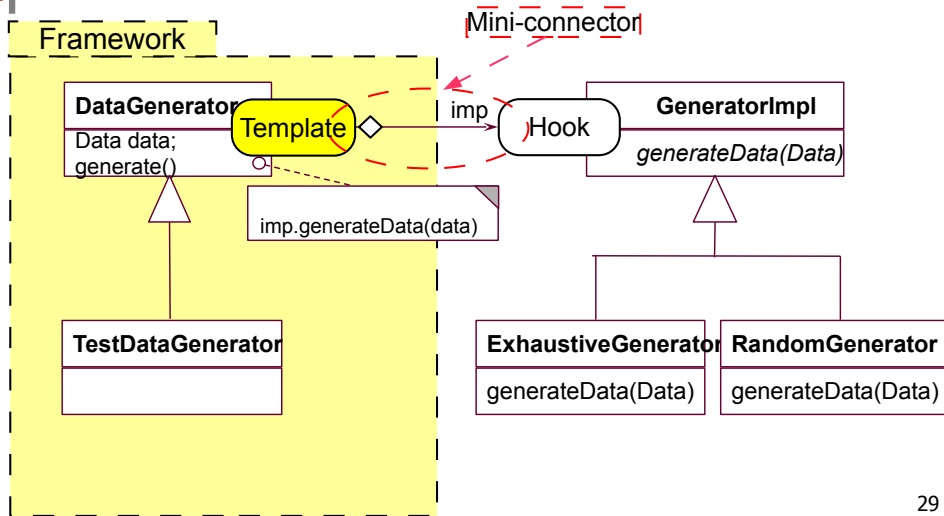 Mini-connector
Framework
DataGenerator
Data data;
generate()
Template
imp
Hook
GeneratorImpl
generateData(Data)
imp.generateData(data)
TestDataGenerator
ExhaustiveGenerator
generateData(Data)
RandomGenerator
generateData(Data)
29